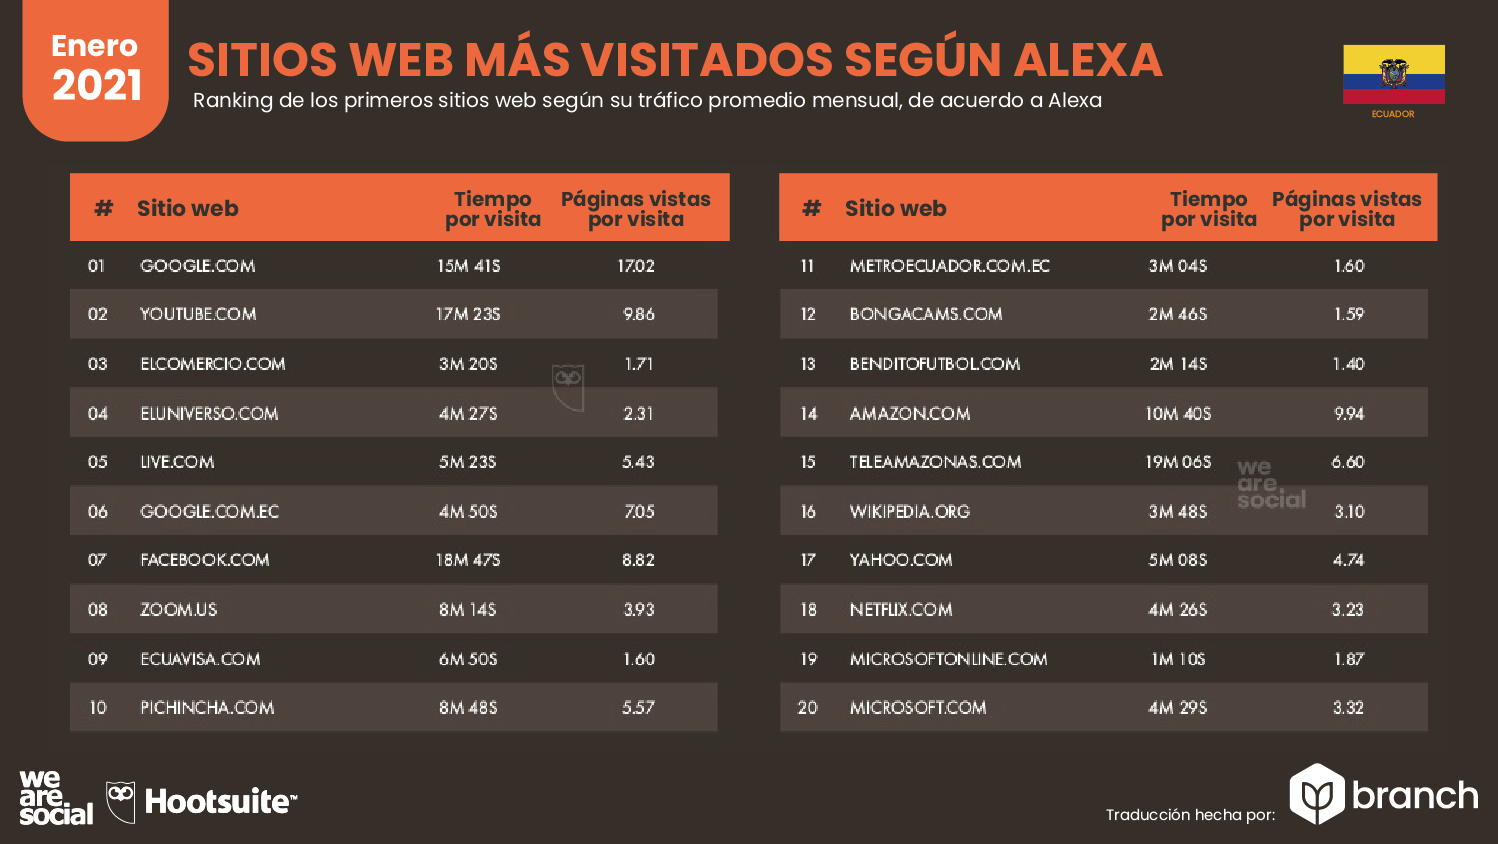 Enero
2021
SITIOS WEB MÁS VISITADOS SEGÚN ALEXA
Ranking de los primeros sitios web según su tráfico promedio mensual, de acuerdo a Alexa
ECUADOR
# Sitio web Tiempo por visita Páginas vistas por visita
01 GOOGLE.COM 15M 41S 17.02
02 YOUTUBE.COM 17M 23S 9.86
03 ELCOMERCIO.COM 3M 20S 1.71
04 ELUNIVERSO.COM 4M 27S 2.31
05 LIVE.COM 5M 23S 5.43
06 GOOGLE.COM.EC 4M 50S 7.05
07 FACEBOOK.COM 18M 47S 8.82
08 ZOOM.US 8M 14S 3.93
09 ECUAVISA.COM 6M 50S 1.60
10 PICHINCHA.COM 8M 48S 5.57
# Sitio web Tiempo por visita Páginas vistas por visita
11 METROECUADOR.COM.EC 3M 04S 1.60
12 BONGACAMS.COM 2M 46S 1.59
13 BENDITOFUTBOL.COM 2M 14S 1.40
14 AMAZON.COM 10M 40S 9.94
15 TELEAMAZONAS.COM 19M 06S 6.60
16 WIKIPEDIA.ORG 3M 48S 3.10
17 YAHOO.COM 5M 08S 4.74
18 NETFLIX.COM 4M 26S 3.23
19 MICROSOFTONLINE.COM 1M 10S 1.87
20 MICROSOFT.COM 4M 29S 3.32
we
are.
social
we
are.
social
Hootsuite™
Traducción hecha por:
branch